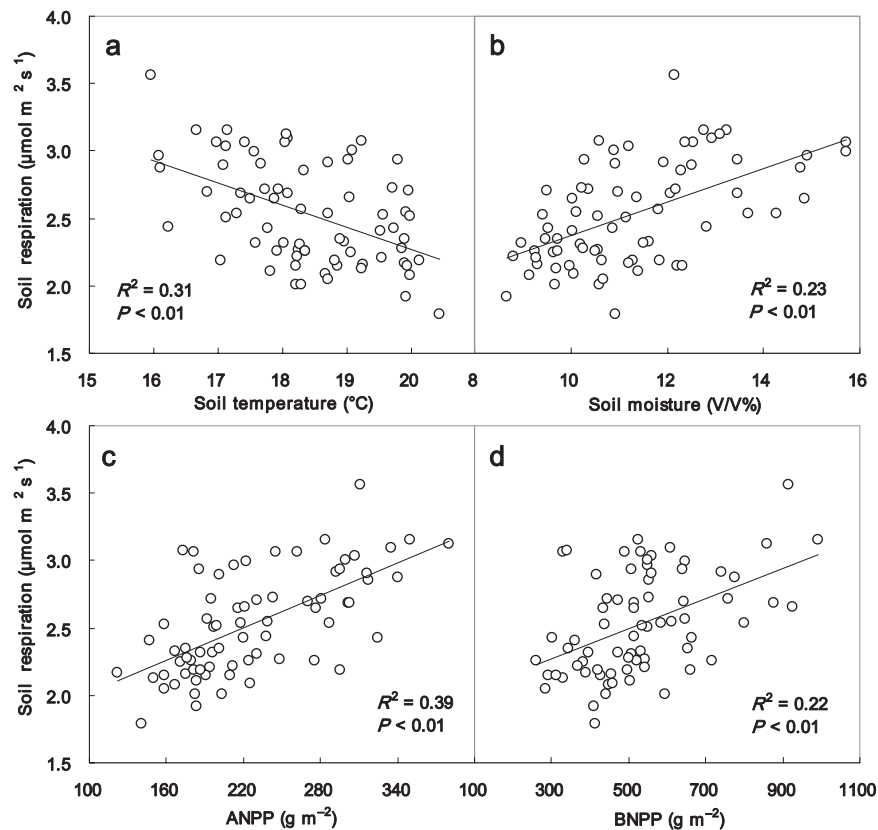 a
b
4.0
3.5
3.0
2.5
2.0
1.5
Soil respiration (μmol m 2 s 1)
R2 = 0.31
P < 0.01
R2 = 0.23
P < 0.01
15 16 17 18 19 20 8 10 12 14 16
Soil temperature (°C)
Soil moisture (V/V%)
c
d
4.0
3.5
3.0
2.5
2.0
1.5
Soil respiration (μmol m 2 s 1)
R2 = 0.39
P < 0.01
R2 = 0.22
P < 0.01
100 160 220 280 340 100 300 500 700 900 1100
ANPP (g m−2)
BNPP (g m−2)